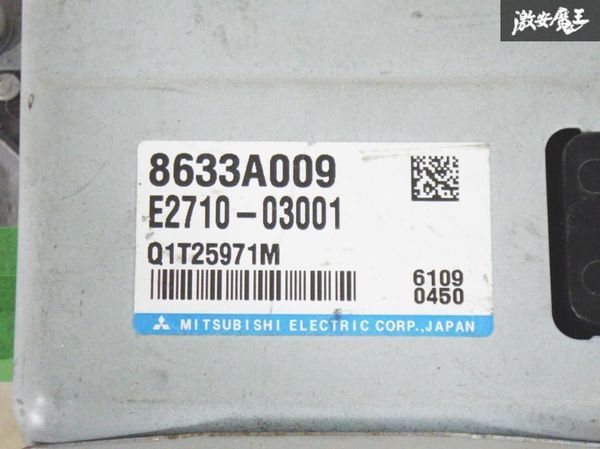 激安魔王
8633A009
E2710-03001
Q1T25971M
6109
0450
MITSUBISHI ELECTRIC CORP.,JAPAN